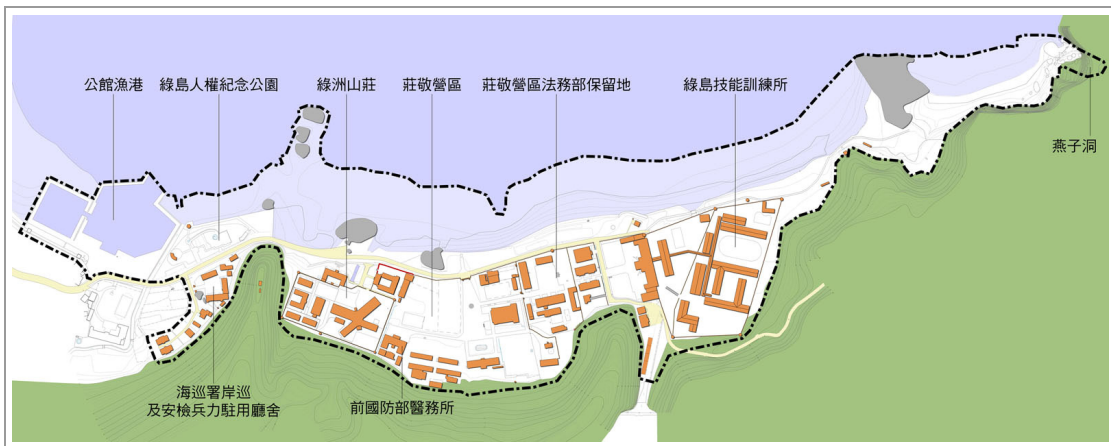 公館漁港
綠島人權紀念公園
綠洲山莊
莊敬營區
莊敬營區法務部保留地
綠島技能訓練所
燕子洞
海巡署岸巡
及安檢兵力駐用廳舍
前國防部醫務所